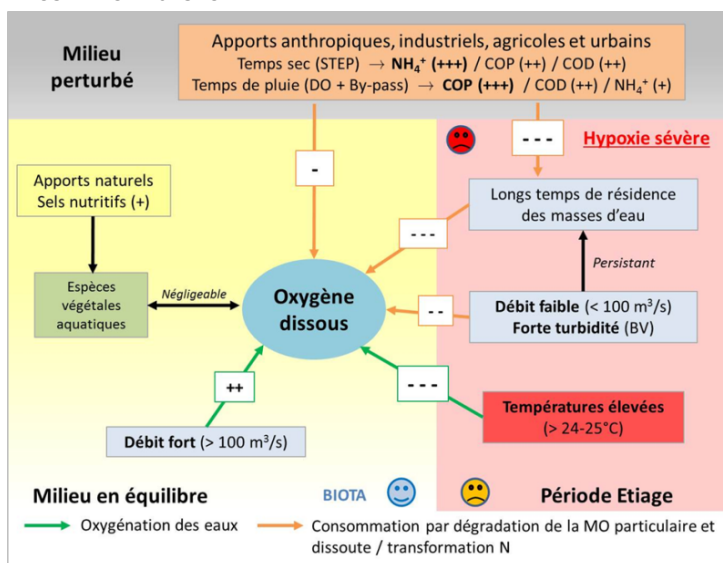 Milieu
perturbé
Apports anthropiques, industriels, agricoles et urbains
Temps sec (STEP) → NH₄⁺ (+++) / COP (++) / COD (++)
Temps de pluie (DO + By-pass) → COP (+++) / COD (++) / NH₄⁺ (+)
Hypoxie sévère
-
- - -
Apports naturels
Sels nutritifs (+)
Longs temps de résidence
des masses d'eau
- - -
Persistant
Espèces
végétales
aquatiques
Négligeable
Oxygène
dissous
- -
Débit faible (< 100 m³/s)
Forte turbidité (BV)
++
- - -
Températures élevées
(> 24-25°C)
Débit fort (> 100 m³/s)
Milieu en équilibre
BIOTA
Période Etiage
Oxygénation des eaux
Consommation par dégradation de la MO particulaire et
dissoute / transformation N